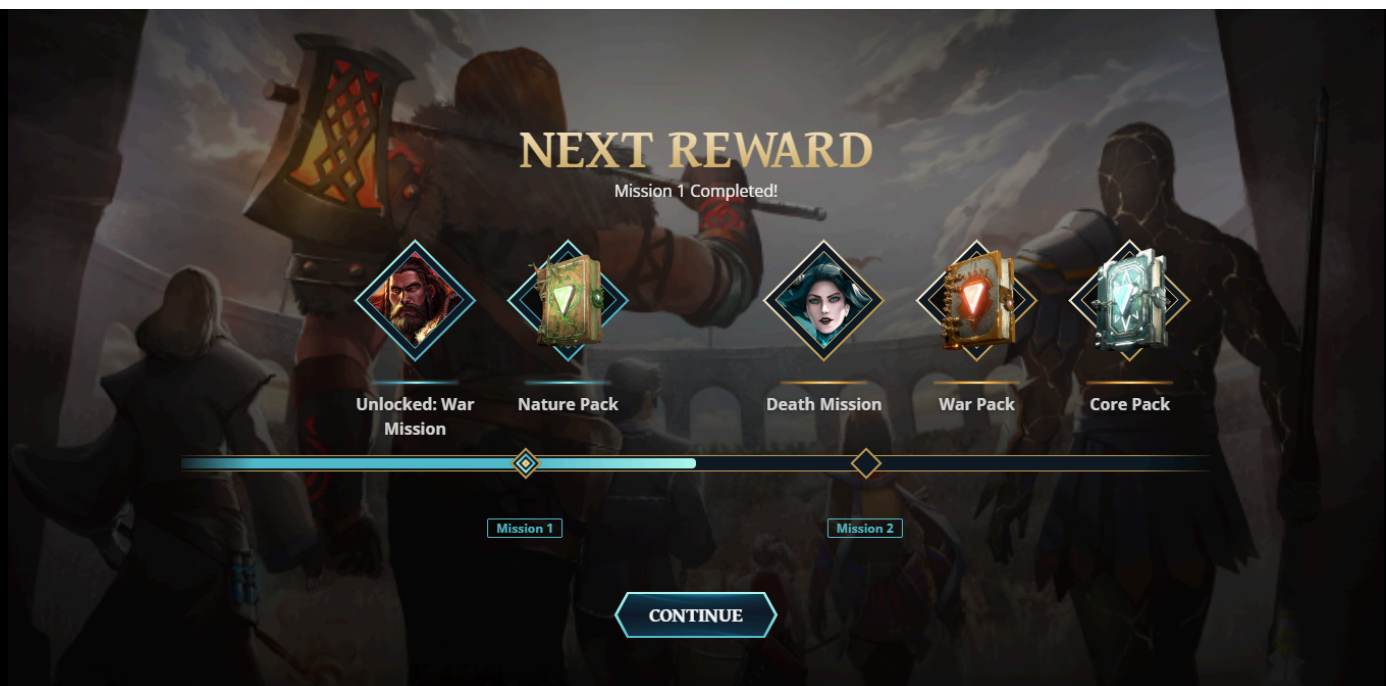 NEXT REWARD
Mission 1 Completed!
Unlocked: War
Mission
Nature Pack
Death Mission
War Pack
Core Pack
Mission 1
Mission 2
CONTINUE